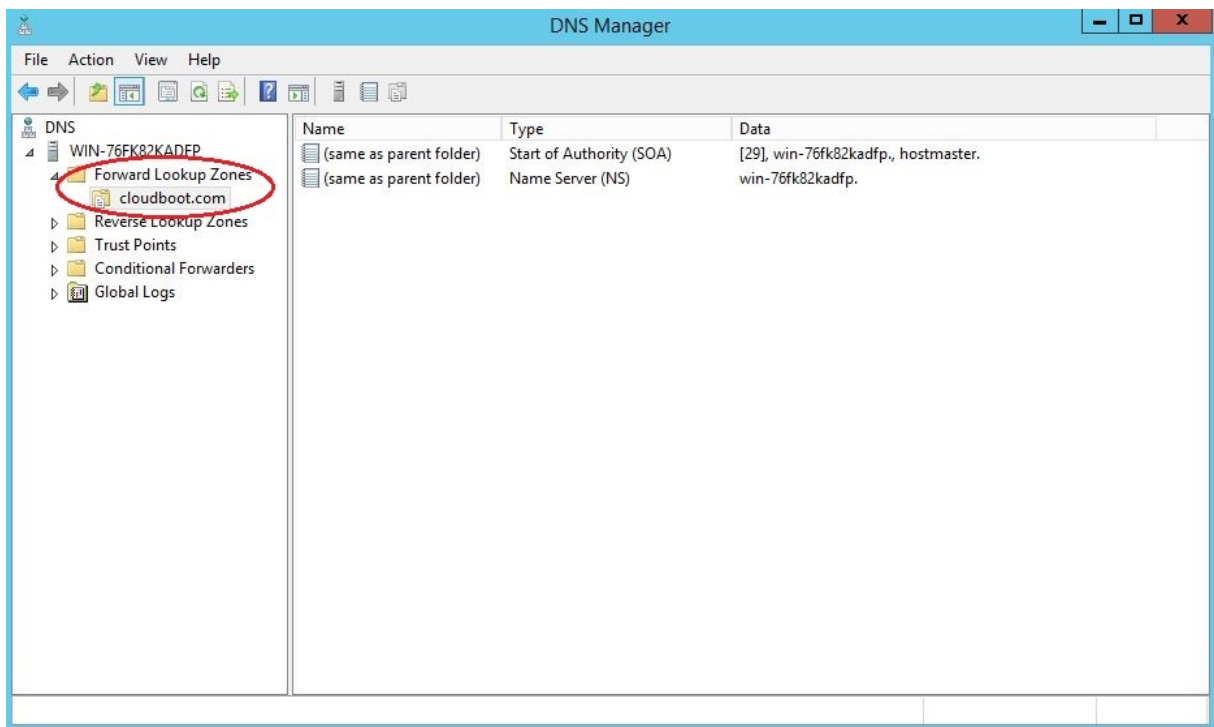 DNS Manager
File Action View Help
DNS
WIN-76FK82KADFP
Forward Lookup Zones
cloudboot.com
Reverse Lookup Zones
Trust Points
Conditional Forwarders
Global Logs
Name Type Data
(same as parent folder) Start of Authority (SOA) [29], win-76fk82kadfp., hostmaster.
(same as parent folder) Name Server (NS) win-76fk82kadfp.